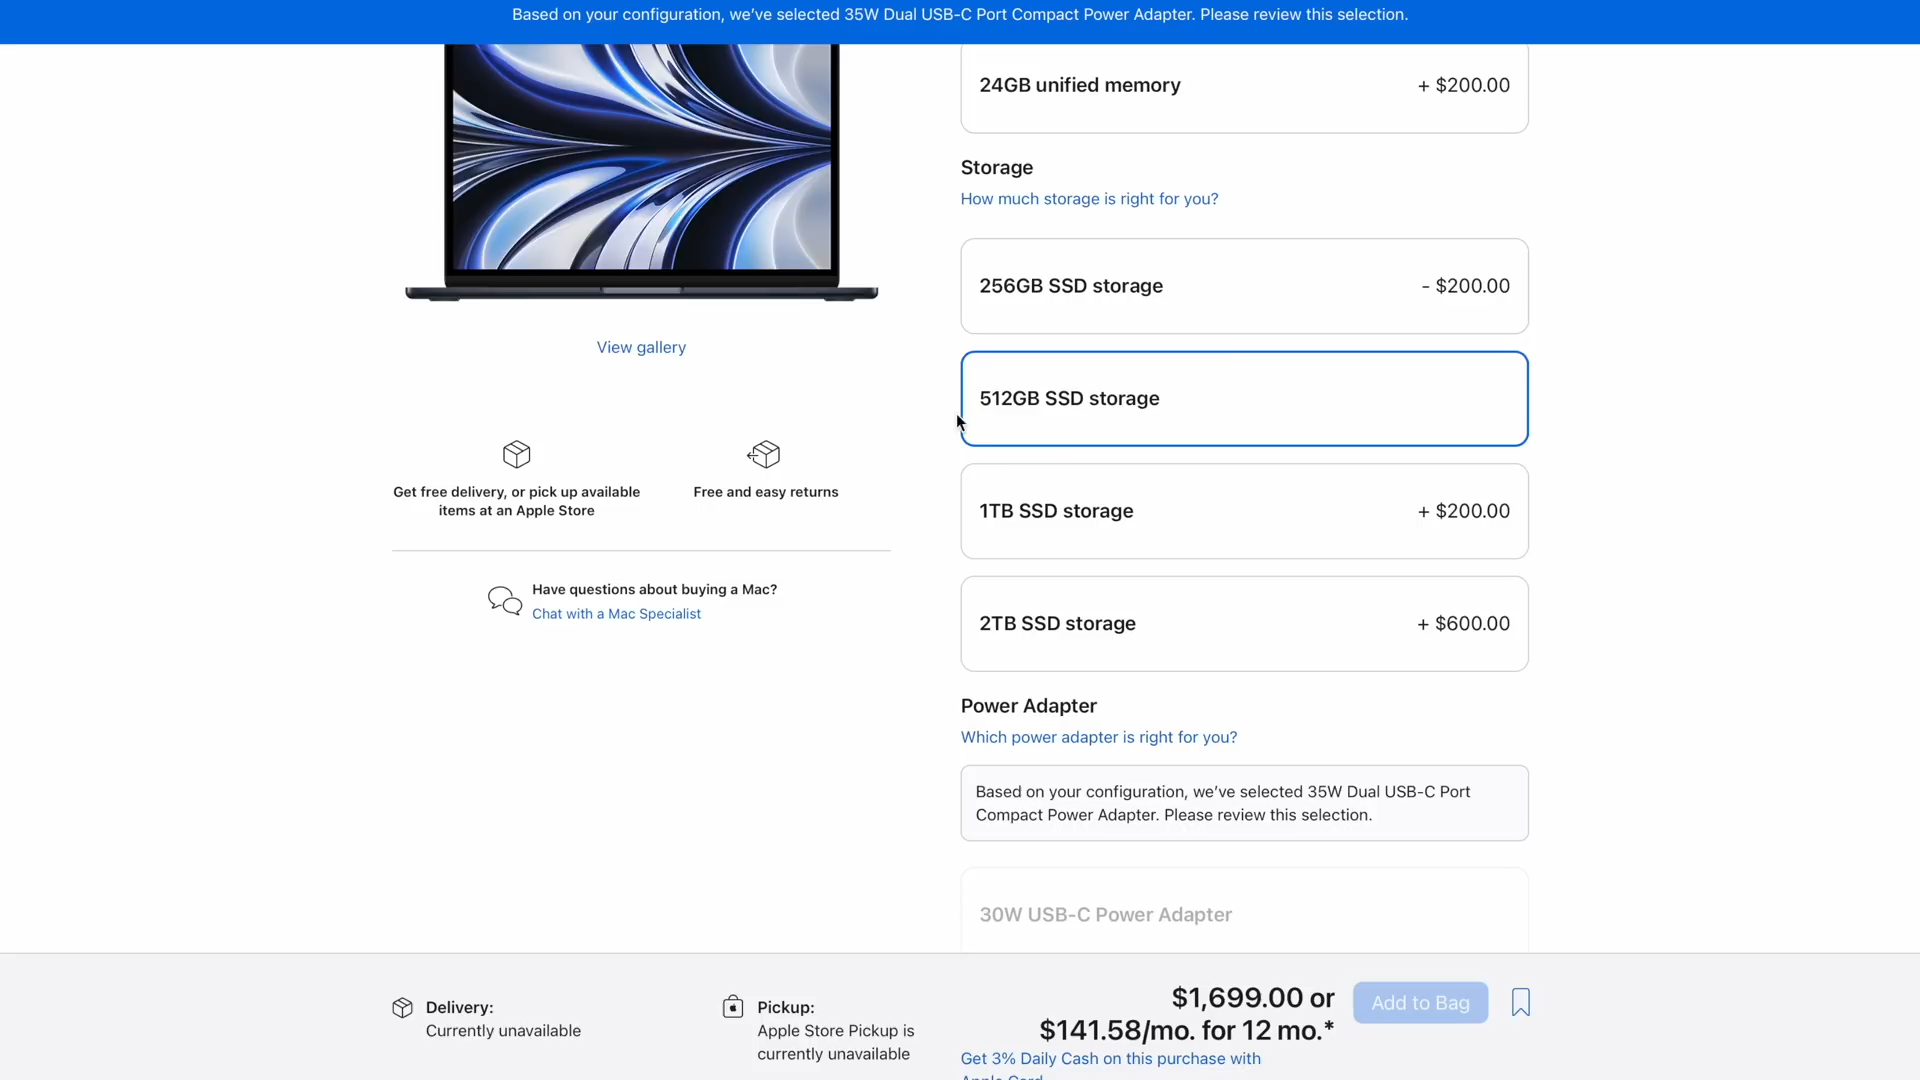 Based on your configuration, we've selected 35W Dual USB-C Port Compact Power Adapter. Please review this selection.
24GB unified memory + $200.00
Storage
How much storage is right for you?
256GB SSD storage - $200.00
View gallery
512GB SSD storage
Get free delivery, or pick up available
items at an Apple Store
Free and easy returns
1TB SSD storage + $200.00
Have questions about buying a Mac?
Chat with a Mac Specialist
2TB SSD storage + $600.00
Power Adapter
Which power adapter is right for you?
Based on your configuration, we've selected 35W Dual USB-C Port
Compact Power Adapter. Please review this selection.
30W USB-C Power Adapter
Delivery:
Currently unavailable
Pickup:
Apple Store Pickup is
currently unavailable
$1,699.00 or
$141.58/mo. for 12 mo.*
Add to Bag
Get 3% Daily Cash on this purchase with
Apple Card